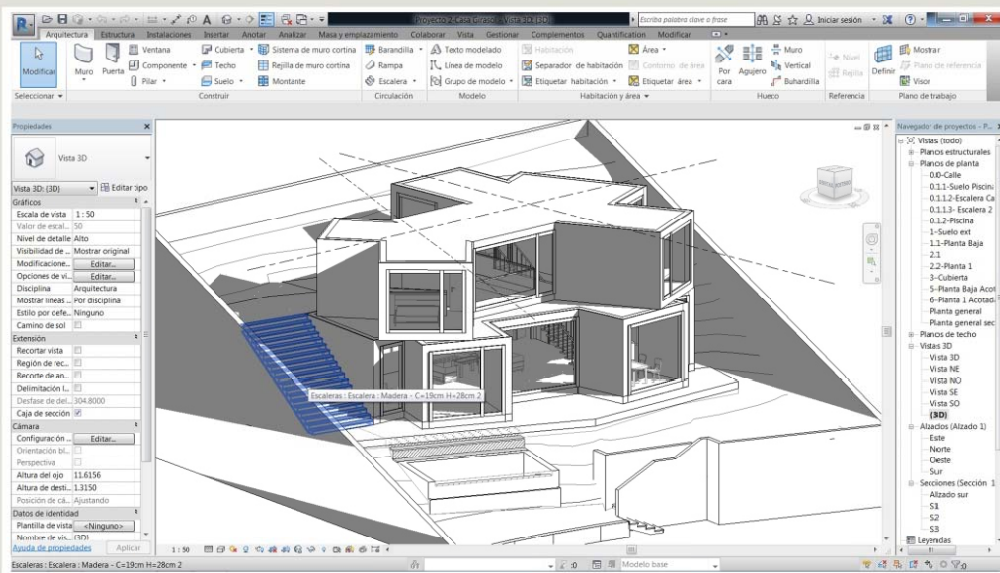 Proyecto 2 Casa Girasol - Vista 3D: {3D}
Escriba palabra clave o frase
Iniciar sesión
Arquitectura Estructura Instalaciones Insertar Anotar Analizar Masa y emplazamiento Colaborar Vista Gestionar Complementos Quantification Modificar
Modificar
Muro
Puerta
Ventana
Componente
Pilar
Cubierta
Techo
Suelo
Sistema de muro cortina
Rejilla de muro cortina
Montante
Barandilla
Rampa
Escalera
Texto modelado
Línea de modelo
Grupo de modelo
Habitación
Separador de habitación
Etiquetar habitación
Área
Contorno de área
Etiquetar área
Por cara
Agujero
Muro
Vertical
Buhardilla
Nivel
Rejilla
Definir
Mostrar
Plano de referencia
Visor
Seleccionar Construir Circulación Modelo Habitación y área Hueco Referencia Plano de trabajo
Propiedades
Vista 3D
Vista 3D: {3D} Editar tipo
Gráficos
Escala de vista 1 : 50
Valor de escal... 50
Nivel de detalle Alto
Visibilidad de ... Mostrar original
Modificacione... Editar...
Opciones de vi... Editar...
Disciplina Arquitectura
Mostrar líneas ... Por disciplina
Estilo por defe... Ninguno
Camino de sol
Extensión
Recortar vista
Región de rec...
Recorte de an...
Delimitación l...
Desfase de del... 304.8000
Caja de sección
Cámara
Configuración ... Editar...
Orientación bl...
Perspectiva
Altura del ojo 11.6156
Altura de desti... 1.3150
Posición de cá... Ajustando
Datos de identidad
Plantilla de vista <Ninguno>
Nombre de vis... {3D}
Ayuda de propiedades Aplicar
Escaleras : Escalera : Madera - C=19cm H=28cm 2
Navegador de proyectos - P...
Vistas (todo)
Planos estructurales
Planos de planta
0.0-Calle
0.1.1-Suelo Piscina
0.1.1.2-Escalera Ca
0.1.1.3- Escalera 2
0.1.2-Piscina
1-Suelo ext
1.1-Planta Baja
2.1
2.2-Planta 1
3-Cubierta
5-Planta Baja Acot
6-Planta 1 Acotad.
Planta general
Planta general sec
Planos de techo
Vistas 3D
Vista 3D
Vista NE
Vista NO
Vista SE
Vista SO
{3D}
Alzados (Alzado 1)
Este
Norte
Oeste
Sur
Secciones (Sección 1
Alzado sur
S1
S2
S3
Leyendas
1 : 50
Escaleras : Escalera : Madera - C=19cm H=28cm 2
:0
Modelo base
:0